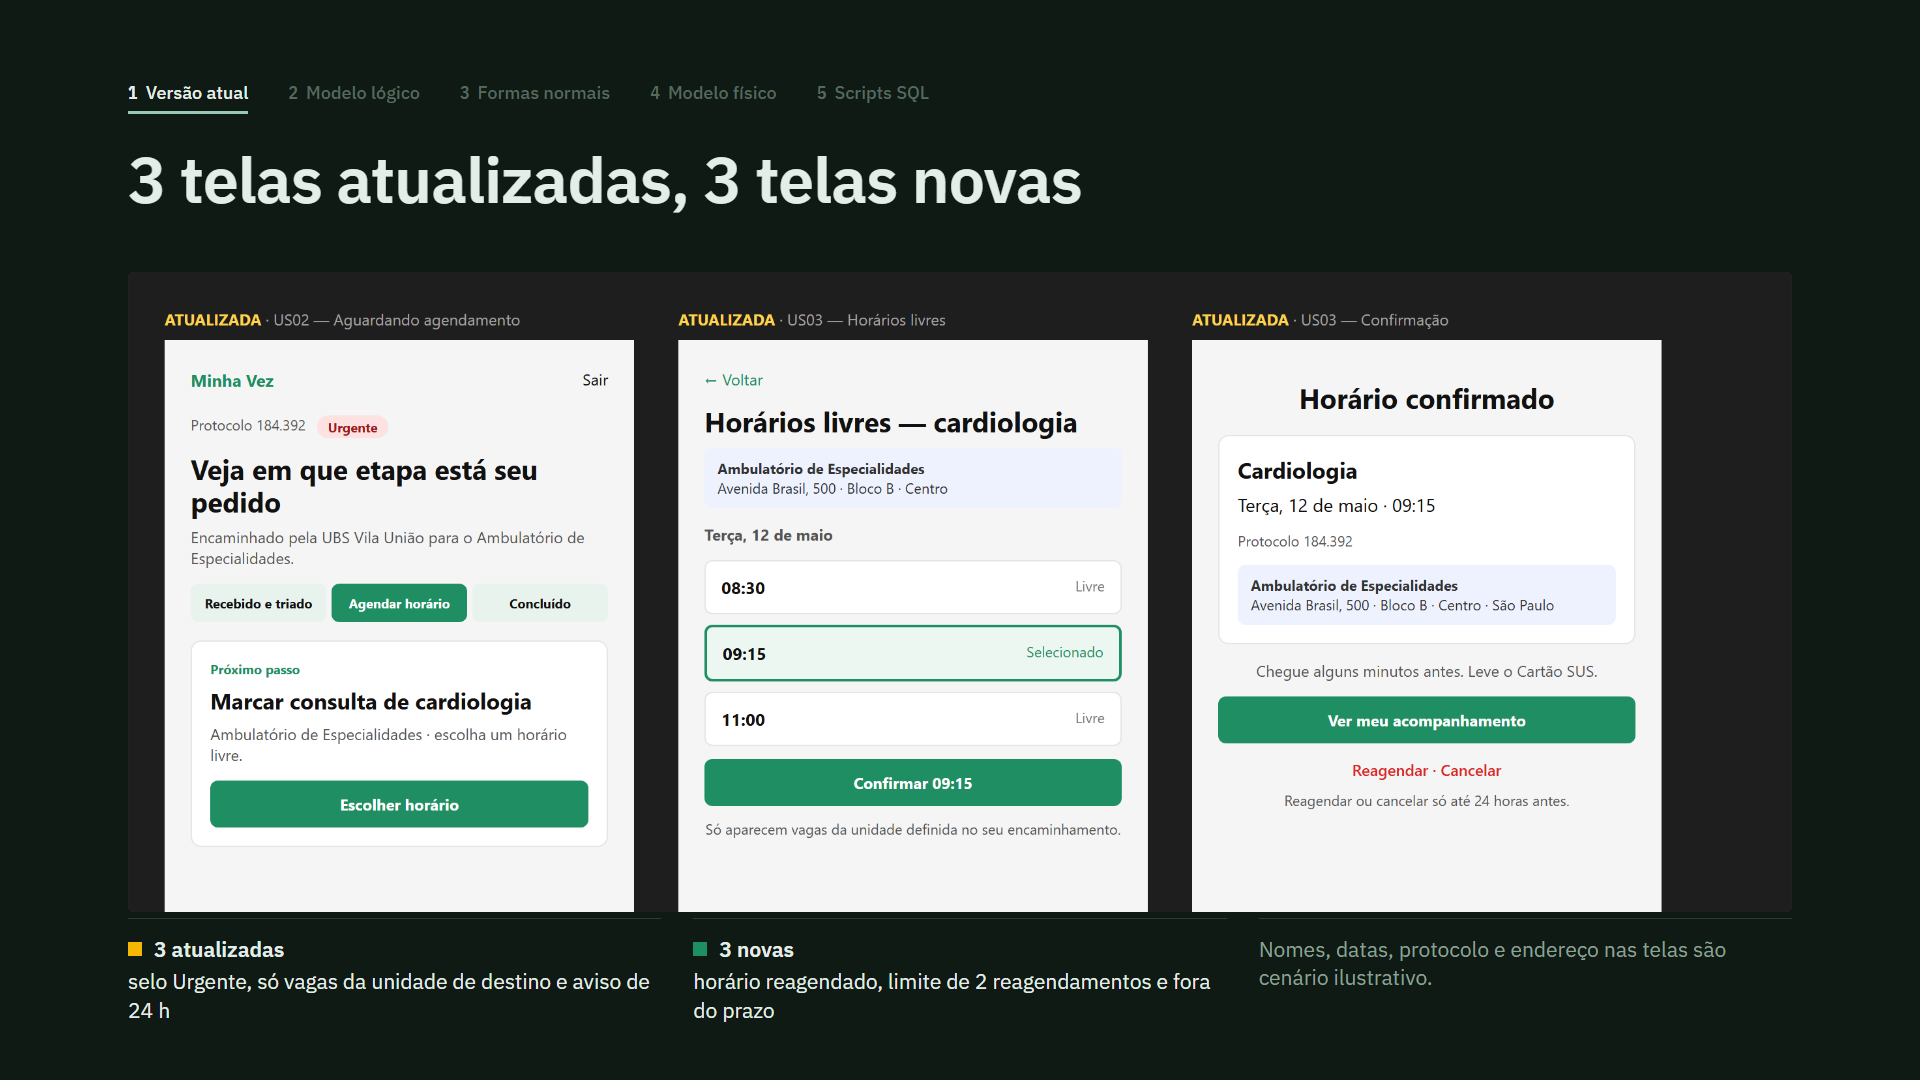 1 Versão atual
2 Modelo lógico
3 Formas normais
4 Modelo físico
5 Scripts SQL
3 telas atualizadas, 3 telas novas
ATUALIZADA · US02 — Aguardando agendamento
Minha Vez
Sair
Protocolo 184.392
Urgente
Veja em que etapa está seu
pedido
Encaminhado pela UBS Vila União para o Ambulatório de
Especialidades.
Recebido e triado
Agendar horário
Concluído
Próximo passo
Marcar consulta de cardiologia
Ambulatório de Especialidades · escolha um horário
livre.
Escolher horário
ATUALIZADA · US03 — Horários livres
← Voltar
Horários livres — cardiologia
Ambulatório de Especialidades
Avenida Brasil, 500 · Bloco B · Centro
Terça, 12 de maio
08:30
Livre
09:15
Selecionado
11:00
Livre
Confirmar 09:15
Só aparecem vagas da unidade definida no seu encaminhamento.
ATUALIZADA · US03 — Confirmação
Horário confirmado
Cardiologia
Terça, 12 de maio · 09:15
Protocolo 184.392
Ambulatório de Especialidades
Avenida Brasil, 500 · Bloco B · Centro · São Paulo
Chegue alguns minutos antes. Leve o Cartão SUS.
Ver meu acompanhamento
Reagendar · Cancelar
Reagendar ou cancelar só até 24 horas antes.
3 atualizadas
selo Urgente, só vagas da unidade de destino e aviso de
24 h
3 novas
horário reagendado, limite de 2 reagendamentos e fora
do prazo
Nomes, datas, protocolo e endereço nas telas são
cenário ilustrativo.